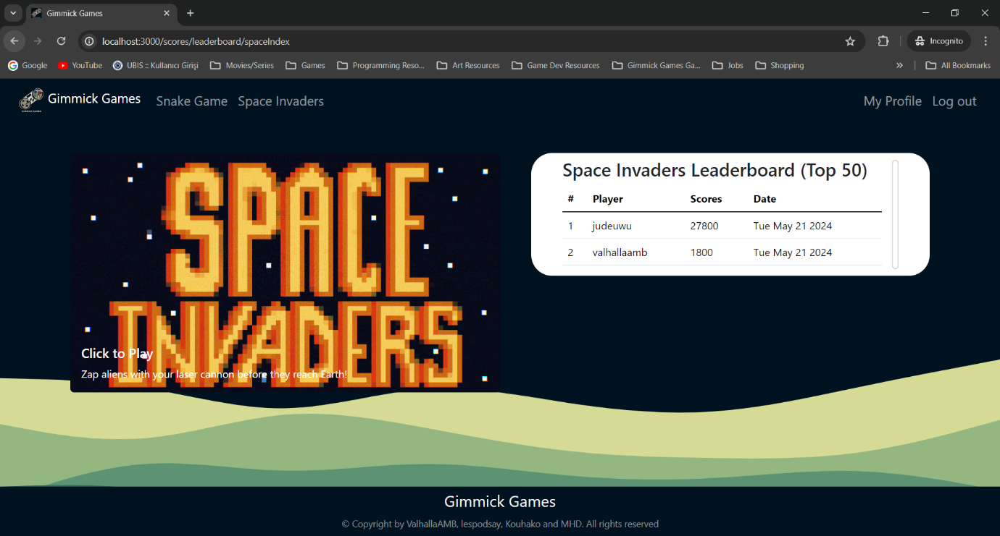 Gimmick Games
localhost:3000/scores/leaderboard/spaceIndex
Incognito
Google YouTube UBIS :: Kullanıcı Girişi Movies/Series Games Programming Reso... Art Resources Game Dev Resources Gimmick Games Ga... Jobs Shopping All Bookmarks
Gimmick Games Snake Game Space Invaders My Profile Log out
SPACE
INVADERS
Click to Play
Zap aliens with your laser cannon before they reach Earth!
Space Invaders Leaderboard (Top 50)
# Player Scores Date
1 judeuwu 27800 Tue May 21 2024
2 valhallaamb 1800 Tue May 21 2024
Gimmick Games
© Copyright by ValhallaAMB, lespodsay, Kouhako and MHD. All rights reserved